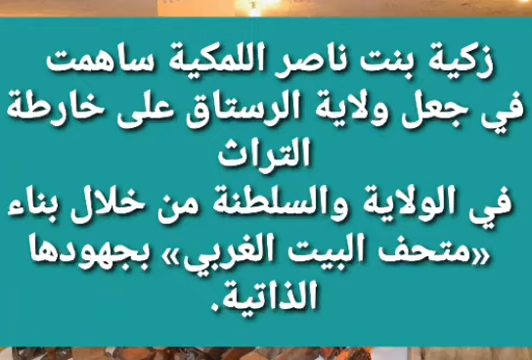 زكية بنت ناصر اللمكية ساهمت
في جعل ولاية الرستاق على خارطة
التراث
في الولاية والسلطنة من خلال بناء
«متحف البيت الغربي» بجهودها
الذاتية.